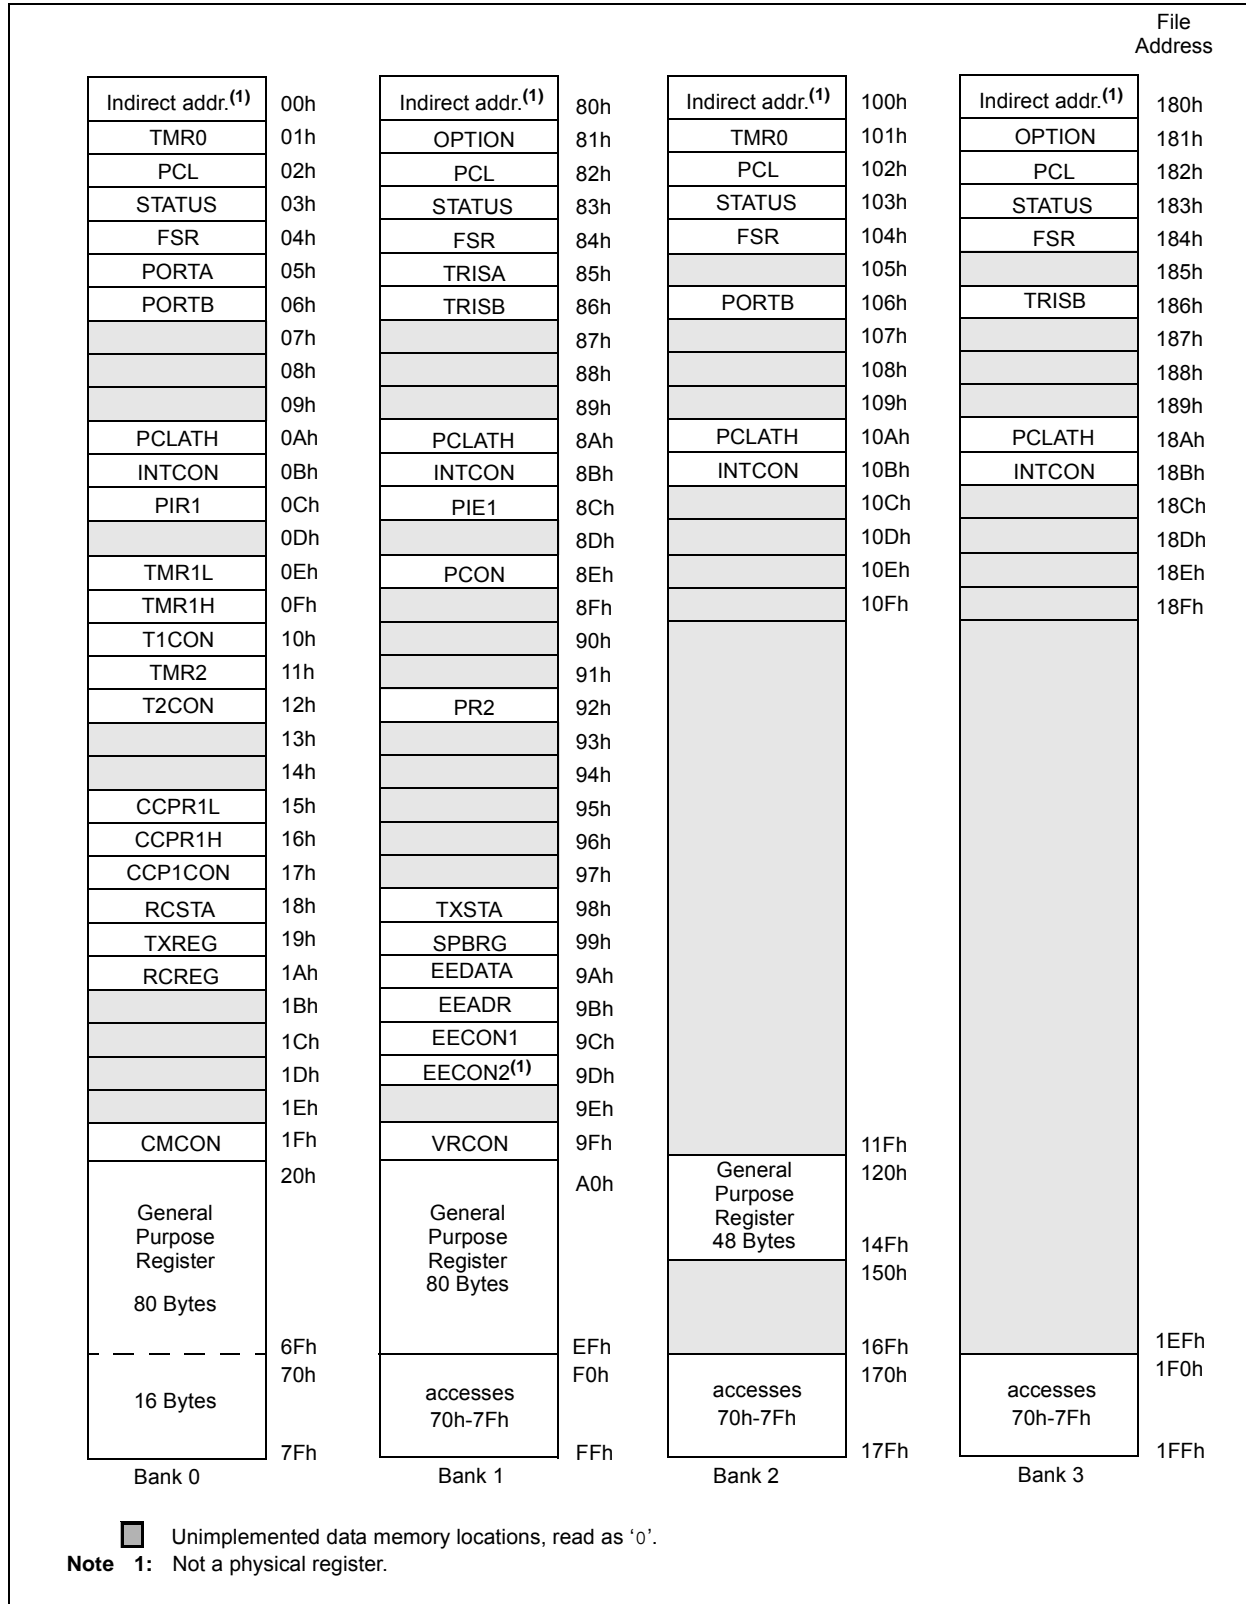 File
Address
Indirect addr.(1) 00h Indirect addr.(1) 80h Indirect addr.(1) 100h Indirect addr.(1) 180h
TMR0 01h OPTION 81h TMR0 101h OPTION 181h
PCL 02h PCL 82h PCL 102h PCL 182h
STATUS 03h STATUS 83h STATUS 103h STATUS 183h
FSR 04h FSR 84h FSR 104h FSR 184h
PORTA 05h TRISA 85h 105h 185h
PORTB 06h TRISB 86h PORTB 106h TRISB 186h
07h 87h 107h 187h
08h 88h 108h 188h
09h 89h 109h 189h
PCLATH 0Ah PCLATH 8Ah PCLATH 10Ah PCLATH 18Ah
INTCON 0Bh INTCON 8Bh INTCON 10Bh INTCON 18Bh
PIR1 0Ch PIE1 8Ch 10Ch 18Ch
0Dh 8Dh 10Dh 18Dh
TMR1L 0Eh PCON 8Eh 10Eh 18Eh
TMR1H 0Fh 8Fh 10Fh 18Fh
T1CON 10h 90h
TMR2 11h 91h
T2CON 12h PR2 92h
13h 93h
14h 94h
CCPR1L 15h 95h
CCPR1H 16h 96h
CCP1CON 17h 97h
RCSTA 18h TXSTA 98h
TXREG 19h SPBRG 99h
RCREG 1Ah EEDATA 9Ah
1Bh EEADR 9Bh
1Ch EECON1 9Ch
1Dh EECON2(1) 9Dh
1Eh 9Eh
CMCON 1Fh VRCON 9Fh 11Fh
20h A0h General 120h
Purpose
General General Register
Purpose Purpose 48 Bytes 14Fh
Register Register 150h
80 Bytes 80 Bytes
6Fh EFh 16Fh 1EFh
70h F0h 170h 1F0h
16 Bytes accesses accesses accesses
70h-7Fh 70h-7Fh 70h-7Fh
7Fh FFh 17Fh 1FFh
Bank 0 Bank 1 Bank 2 Bank 3
Unimplemented data memory locations, read as ‘0’.
Note 1: Not a physical register.